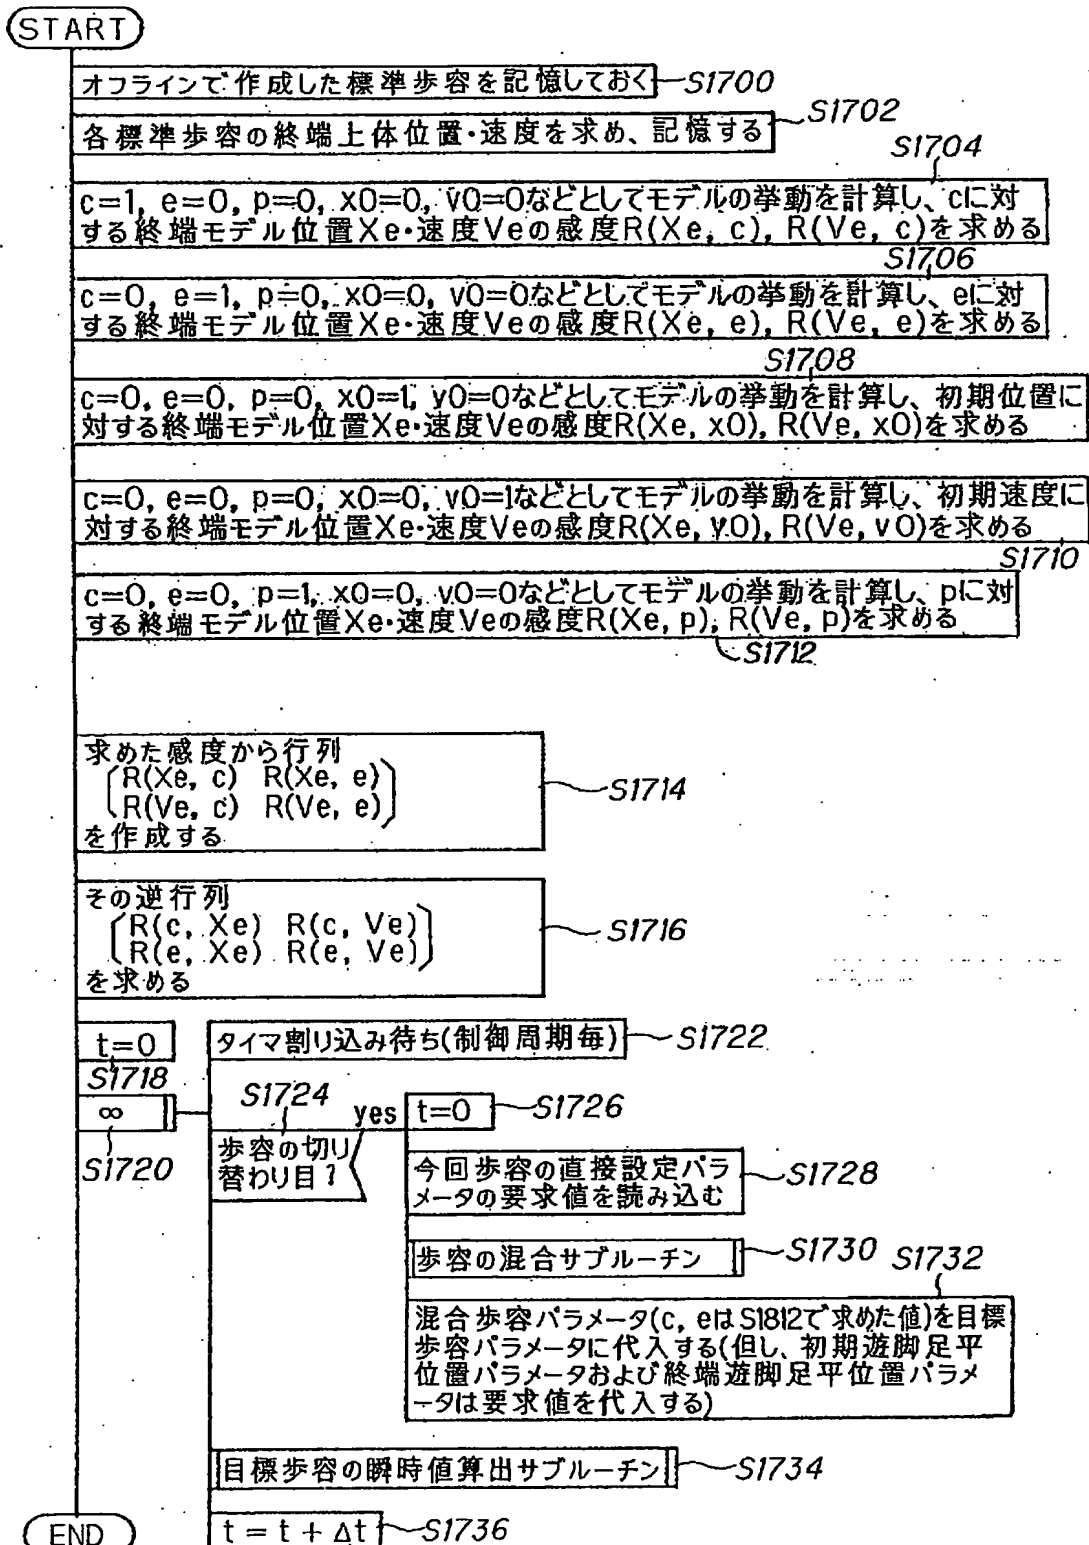 START
オフラインで作成した標準歩容を記憶しておく
S1700
各標準歩容の終端上体位置・速度を求め、記憶する
S1702
S1704
c=1, e=0, p=0, x0=0, v0=0などとしてモデルの挙動を計算し、cに対
する終端モデル位置Xe・速度Veの感度R(Xe, c), R(Ve, c)を求める
S1706
c=0, e=1, p=0, x0=0, v0=0などとしてモデルの挙動を計算し、eに対
する終端モデル位置Xe・速度Veの感度R(Xe, e), R(Ve, e)を求める
S1708
c=0, e=0, p=0, x0=1, v0=0などとしてモデルの挙動を計算し、初期位置に
対する終端モデル位置Xe・速度Veの感度R(Xe, x0), R(Ve, x0)を求める
c=0, e=0, p=0, x0=0, v0=1などとしてモデルの挙動を計算し、初期速度に
対する終端モデル位置Xe・速度Veの感度R(Xe, v0), R(Ve, v0)を求める
S1710
c=0, e=0, p=1, x0=0, v0=0などとしてモデルの挙動を計算し、pに対
する終端モデル位置Xe・速度Veの感度R(Xe, p), R(Ve, p)を求める
S1712
求めた感度から行列
R(Xe, c) R(Xe, e)
R(Ve, c) R(Ve, e)
を作成する
S1714
その逆行列
R(c, Xe) R(c, Ve)
R(e, Xe) R(e, Ve)
を求める
S1716
t=0
S1718
タイマ割り込み待ち(制御周期毎)
S1722
∞
S1720
S1724
歩容の切り
替わり目?
yes
t=0
S1726
今回歩容の直接設定パラ
メータの要求値を読み込む
S1728
歩容の混合サブルーチン
S1730
S1732
混合歩容パラメータ(c, eはS1812で求めた値)を目標
歩容パラメータに代入する(但し、初期遊脚足平
位置パラメータおよび終端遊脚足平位置パラメ
ータは要求値を代入する)
目標歩容の瞬時値算出サブルーチン
S1734
END
t = t + Δt
S1736